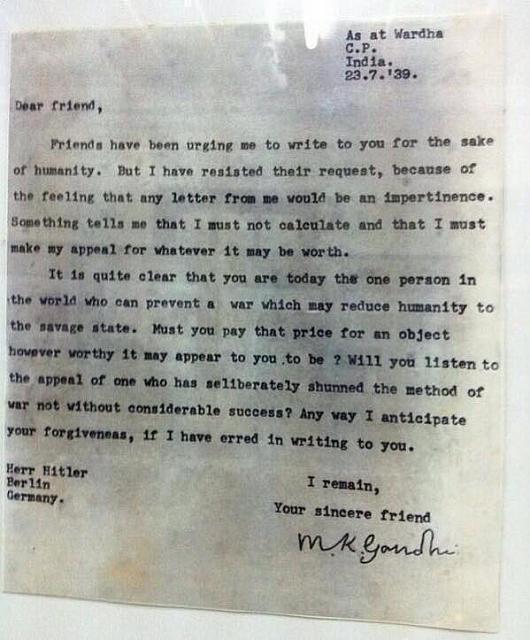 As at Wardha
C.P.
India.
23.7.'39.
Dear friend,
Friends have been urging me to write to you for the sake
of humanity. But I have resisted their request, because of
the feeling that any letter from me would be an impertinence.
Something tells me that I must not calculate and that I must
make my appeal for whatever it may be worth.
It is quite clear that you are today the one person in
the world who can prevent a war which may reduce humanity to
the savage state. Must you pay that price for an object
however worthy it may appear to you to be ? Will you listen to
the appeal of one who has seliberately shunned the method of
war not without considerable success? Any way I anticipate
your forgiveness, if I have erred in writing to you.
Herr Hitler
Berlin
Germany.
I remain,
Your sincere friend
M.K.Gandhi